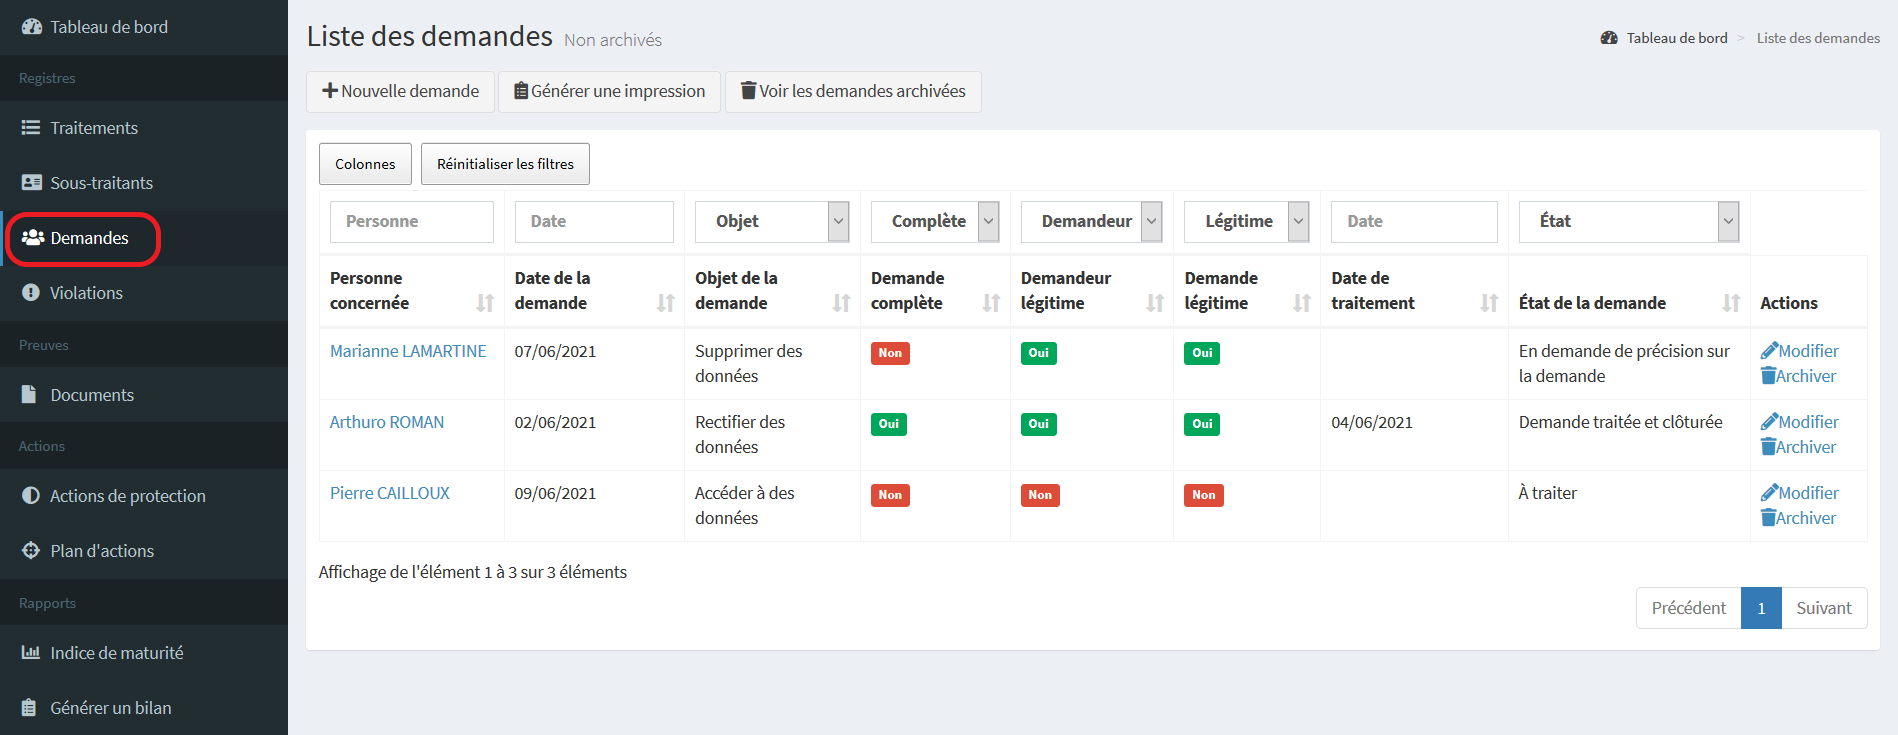 Tableau de bord
Registres
Traitements
Sous-traitants
Demandes
Violations
Preuves
Documents
Actions
Actions de protection
Plan d'actions
Rapports
Indice de maturité
Générer un bilan
Liste des demandes Non archivés
Tableau de bord > Liste des demandes
Nouvelle demande
Générer une impression
Voir les demandes archivées
Colonnes
Réinitialiser les filtres
Personne
Date
Objet
Complète
Demandeur
Légitime
Date
État
Personne
concernée
Date de la
demande
Objet de la
demande
Demande
complète
Demandeur
légitime
Demande
légitime
Date de
traitement
État de la demande
Actions
Marianne LAMARTINE
07/06/2021
Supprimer des
données
Non
Oui
Oui
En demande de précision sur
la demande
Modifier
Archiver
Arthuro ROMAN
02/06/2021
Rectifier des
données
Oui
Oui
Oui
04/06/2021
Demande traitée et clôturée
Modifier
Archiver
Pierre CAILLOUX
09/06/2021
Accéder à des
données
Non
Non
Non
À traiter
Modifier
Archiver
Affichage de l'élément 1 à 3 sur 3 éléments
Précédent
1
Suivant